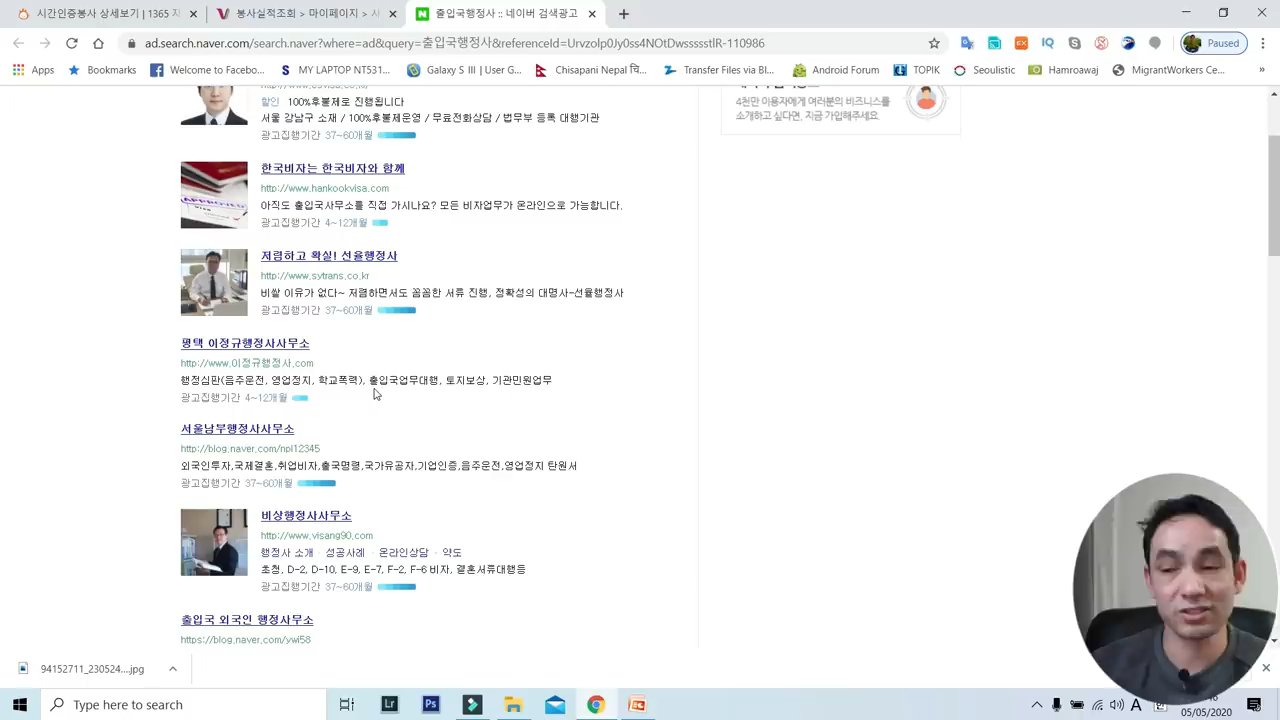 시간인증봉사 상세보기 | 1365 자
봉사실적조회 > 마이페이지 >
출입국행정사 :: 네이버 검색광고
ad.search.naver.com/search.naver?where=ad&query=출입국행정사&referenceId=Urvzolp0Jy0ss4NOtDwsssstlR-110986
Paused
Apps
Bookmarks
Welcome to Facebo...
MY LAPTOP NT531...
Galaxy S III | User G...
Chisapani Nepal
Transfer Files via Bl...
Android Forum
TOPIK
Seoulistic
Hamroawaj
MigrantWorkers Ce...
할인 100%후불제로 진행됩니다
서울 강남구 소재 / 100%후불제운영 / 무료전화상담 / 법무부 등록 대행기관
광고집행기간 37~60개월
4천만 이용자에게 여러분의 비즈니스를
소개하고 싶다면, 지금 가입해주세요.
한국비자는 한국비자와 함께
http://www.hankookvisa.com
아직도 출입국사무소를 직접 가시나요? 모든 비자업무가 온라인으로 가능합니다.
광고집행기간 4~12개월
APPROVED
저렴하고 확실! 선율행정사
http://www.sytrans.co.kr
비쌀 이유가 없다~ 저렴하면서도 꼼꼼한 서류 진행, 정확성의 대명사-선율행정사
광고집행기간 37~60개월
평택 이정규행정사사무소
http://www.이정규행정사.com
행정심판(음주운전, 영업정지, 학교폭력), 출입국업무대행, 토지보상, 기관민원업무
광고집행기간 4~12개월
서울남부행정사사무소
http://blog.naver.com/npl12345
외국인투자,국제결혼,취업비자,출국명령,국가유공자,기업인증,음주운전,영업정지 탄원서
광고집행기간 37~60개월
비상행정사사무소
http://www.visang90.com
행정사 소개 · 성공사례 · 온라인상담 · 약도
초청, D-2, D-10, E-9, E-7, F-2, F-6 비자, 결혼서류대행등
광고집행기간 37~60개월
출입국 외국인 행정사무소
https://blog.naver.com/ywi58
94152711_230524....jpg
Type here to search
05/05/2020